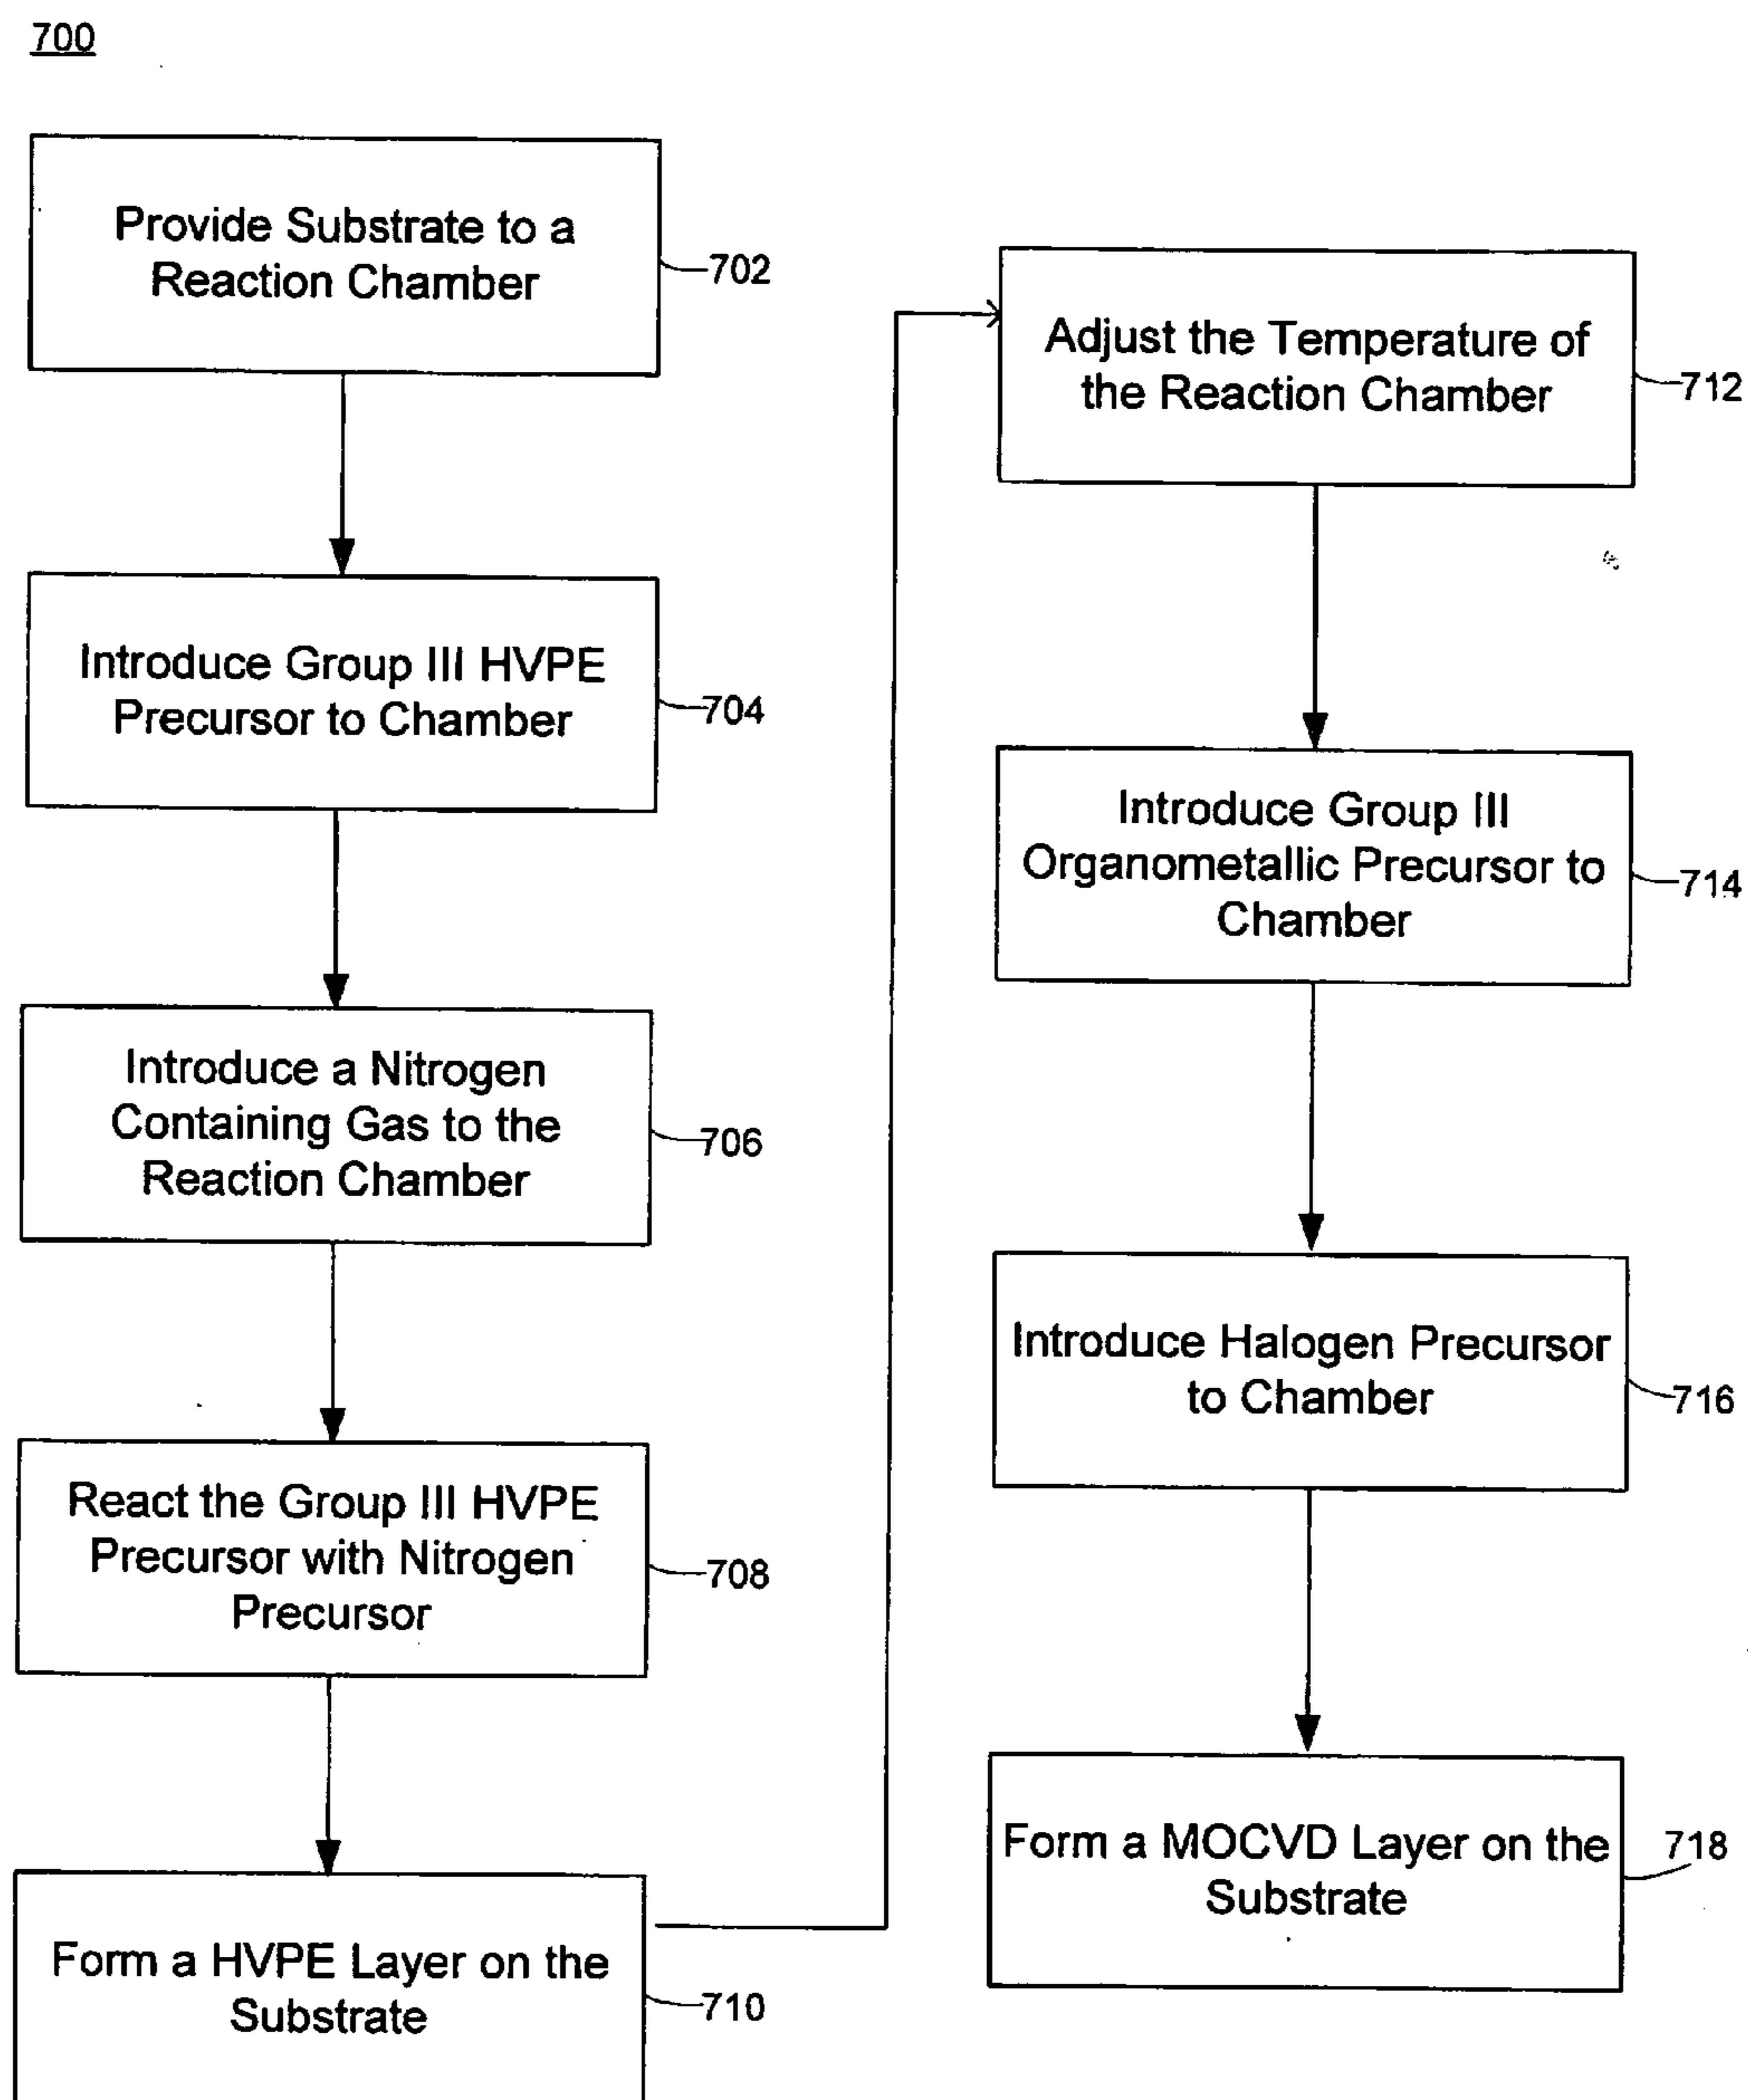 700
Provide Substrate to a
Reaction Chamber
702
Introduce Group III HVPE
Precursor to Chamber
704
Introduce a Nitrogen
Containing Gas to the
Reaction Chamber
706
React the Group III HVPE
Precursor with Nitrogen
Precursor
708
Form a HVPE Layer on the
Substrate
710
Adjust the Temperature of
the Reaction Chamber
712
Introduce Group III
Organometallic Precursor to
Chamber
714
Introduce Halogen Precursor
to Chamber
716
Form a MOCVD Layer on the
Substrate
718